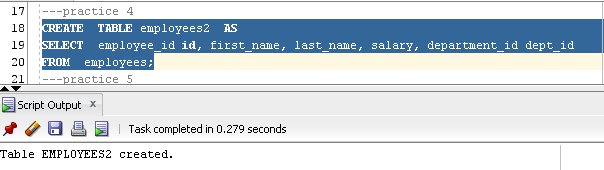 17 ---practice 4
18 CREATE TABLE employees2 AS
19 SELECT employee_id id, first_name, last_name, salary, department_id dept_id
20 FROM employees;
21 ---practice 5
Script Output x
Task completed in 0.279 seconds
Table EMPLOYEES2 created.